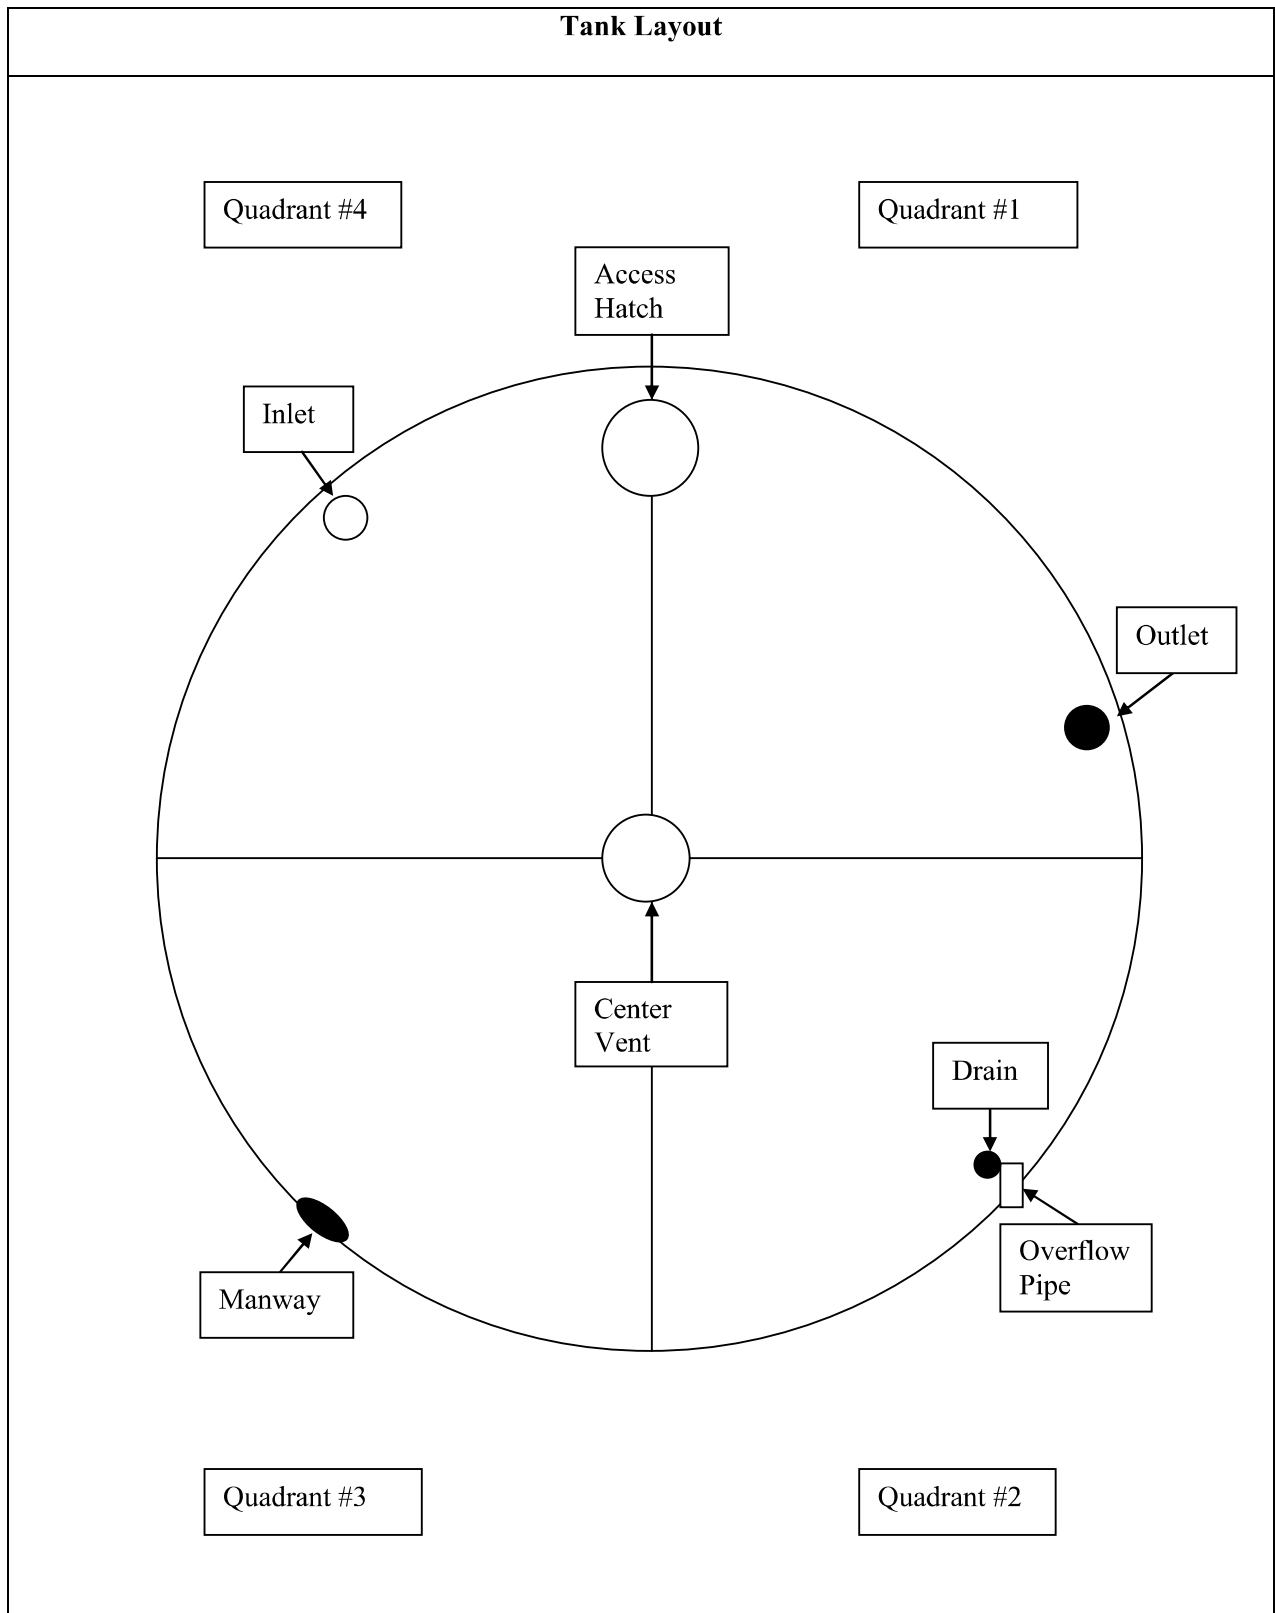 Tank Layout
Quadrant #4
Quadrant #1
Access
Hatch
Inlet
Outlet
Center
Vent
Drain
Overflow
Pipe
Manway
Quadrant #3
Quadrant #2